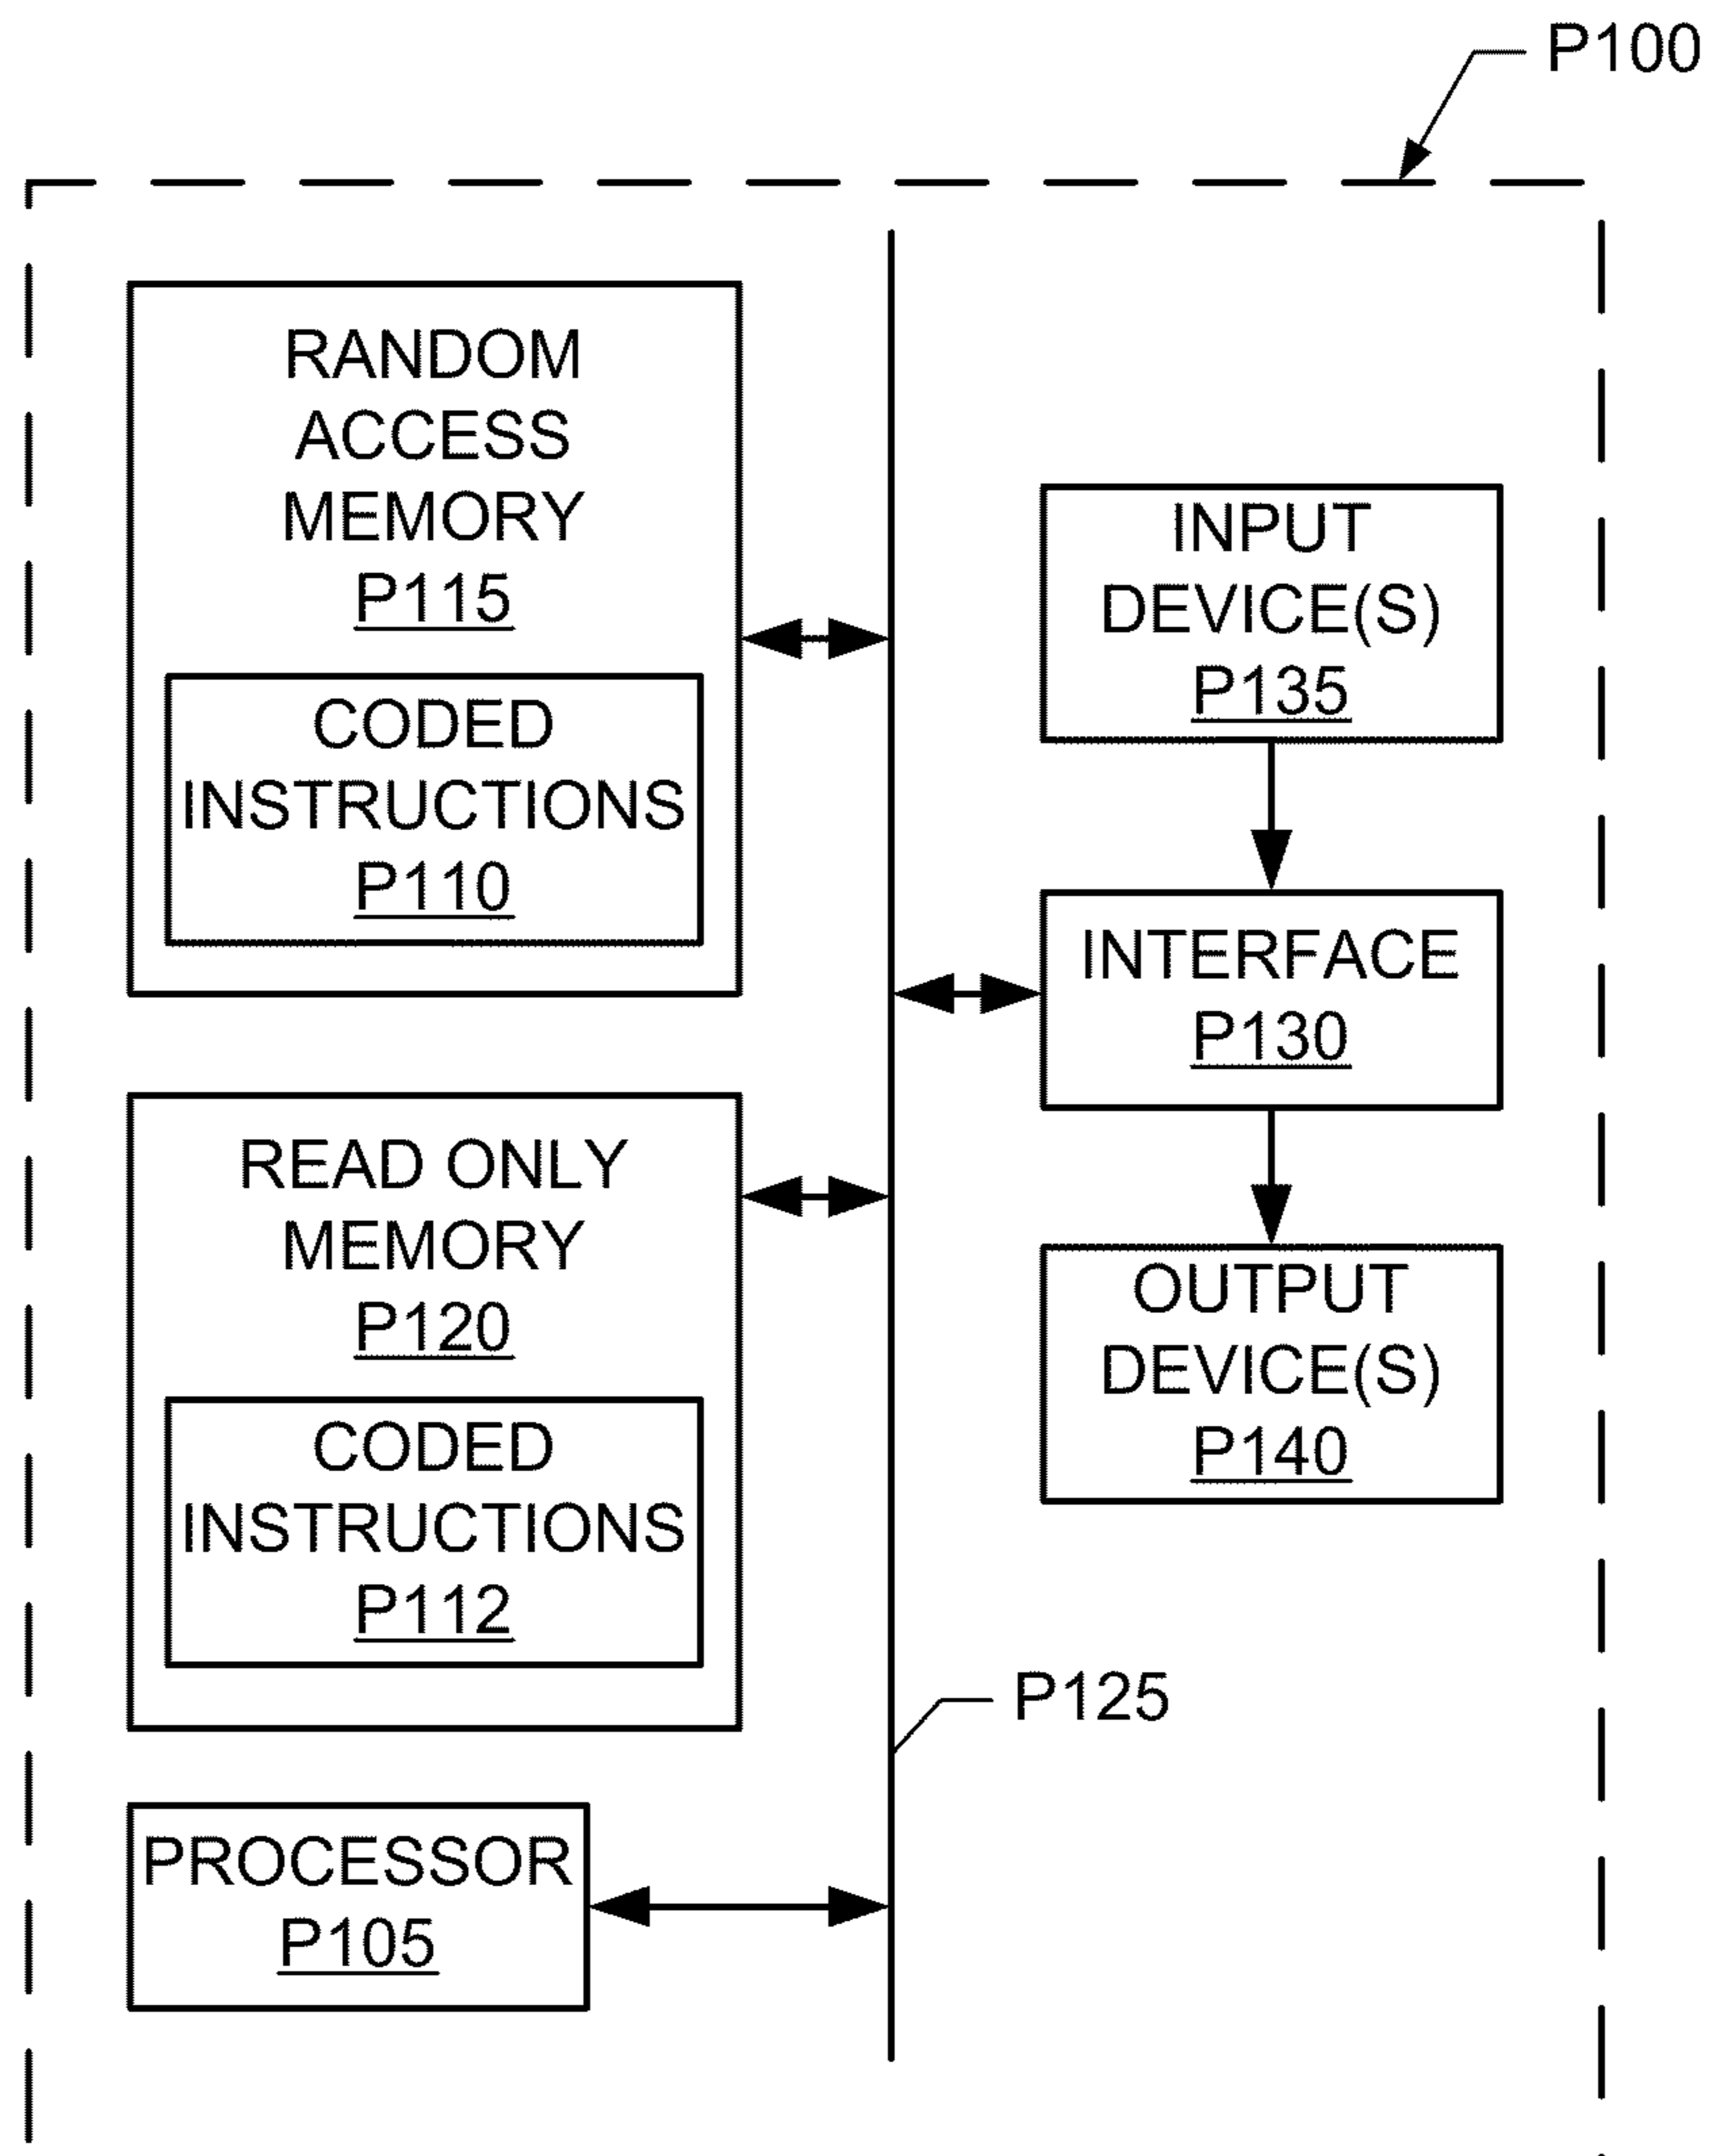 P100
RANDOM
ACCESS
MEMORY
P115
CODED
INSTRUCTIONS
P110
READ ONLY
MEMORY
P120
CODED
INSTRUCTIONS
P112
PROCESSOR
P105
INPUT
DEVICE(S)
P135
INTERFACE
P130
OUTPUT
DEVICE(S)
P140
P125